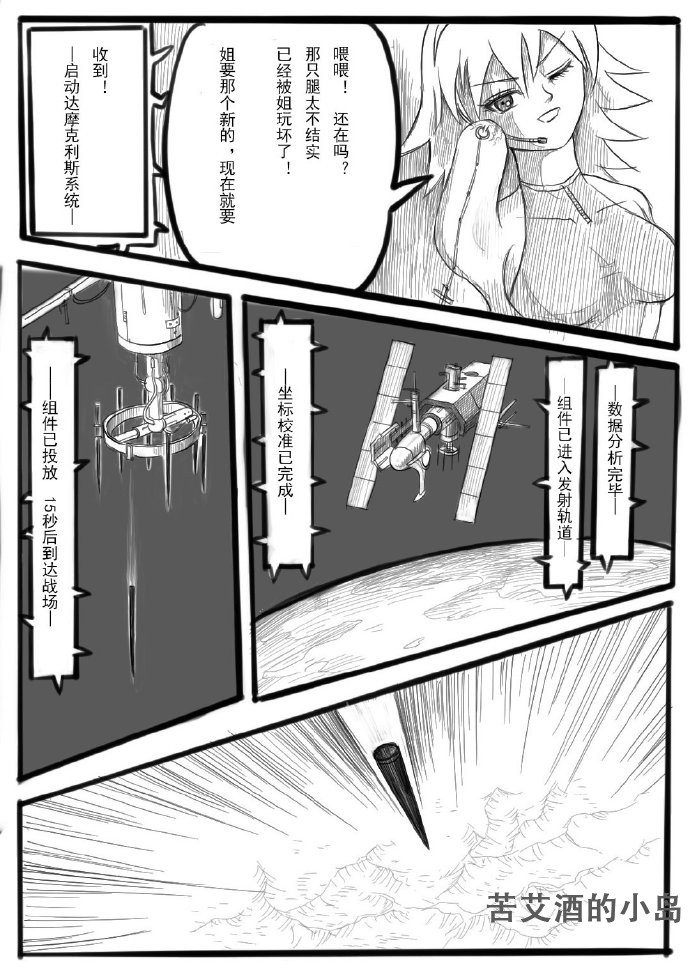 喂喂！ 还在吗？
那只腿太不结实
已经被姐玩坏了！
姐要那个新的，现在就要
收到！
—启动达摩克利斯系统—
—数据分析完毕—
—组件已进入发射轨道—
—坐标校准已完成—
—组件已投放 15秒后到达战场—
苦艾酒的小岛